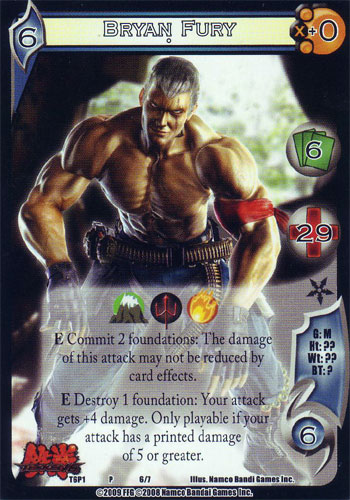 6
BRYAN FURY
X+0
6
29
G: M
Ht: ??
Wt: ??
BT: ?
E Commit 2 foundations: The damage
of this attack may not be reduced by
card effects.
E Destroy 1 foundation: Your attack
gets +4 damage. Only playable if your
attack has a printed damage
of 5 or greater.
6
TEKKEN 6
T6P1 P 6/7 Illus. Namco Bandi Games Inc.
©2009 FFG ©2008 Namco Bandai Games Inc.